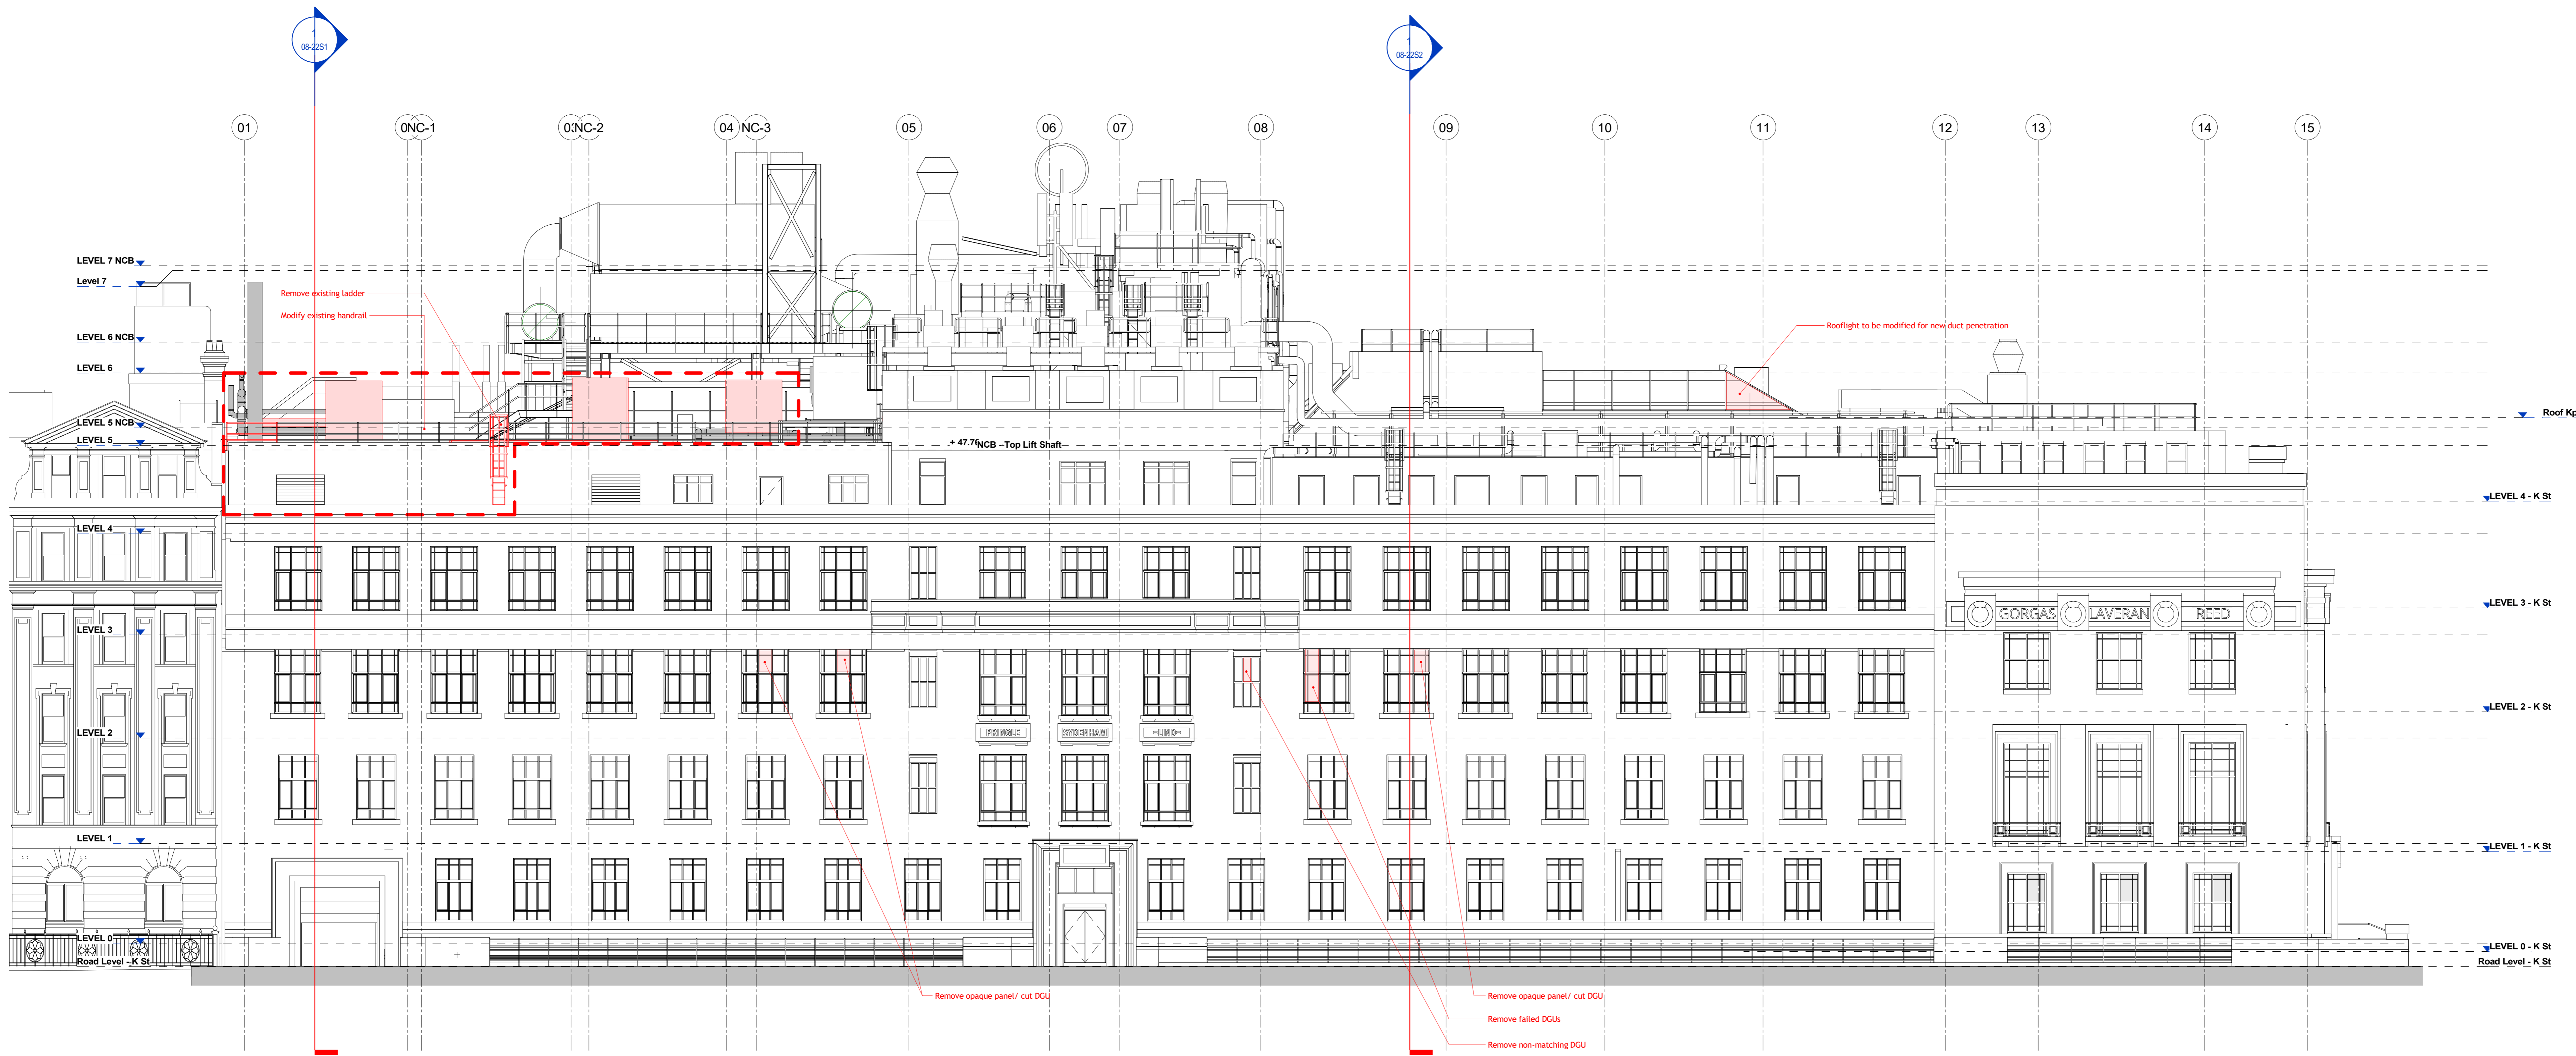 1
08-22S1
1
08-22S2
01
0
NC-1
03
NC-2
04
NC-3
05
06
07
08
09
10
11
12
13
14
15
LEVEL 7 NCB
Level 7
Remove existing ladder
Modify existing handrail
Rooflight to be modified for new duct penetration
LEVEL 6 NCB
LEVEL 6
Roof Kp
LEVEL 5 NCB
LEVEL 5
+ 47.76
NCB - Top Lift Shaft
LEVEL 4 - K St
LEVEL 4
LEVEL 3 - K St
GORGAS
LAVERAN
REED
LEVEL 3
LEVEL 2 - K St
LEVEL 2
PRINGLE
SYDENHAM
LIND
LEVEL 1
LEVEL 1 - K St
LEVEL 0
LEVEL 0 - K St
Road Level - K St
Road Level - K St
Remove opaque panel/ cut DGU
Remove opaque panel/ cut DGU
Remove failed DGUs
Remove non-matching DGU